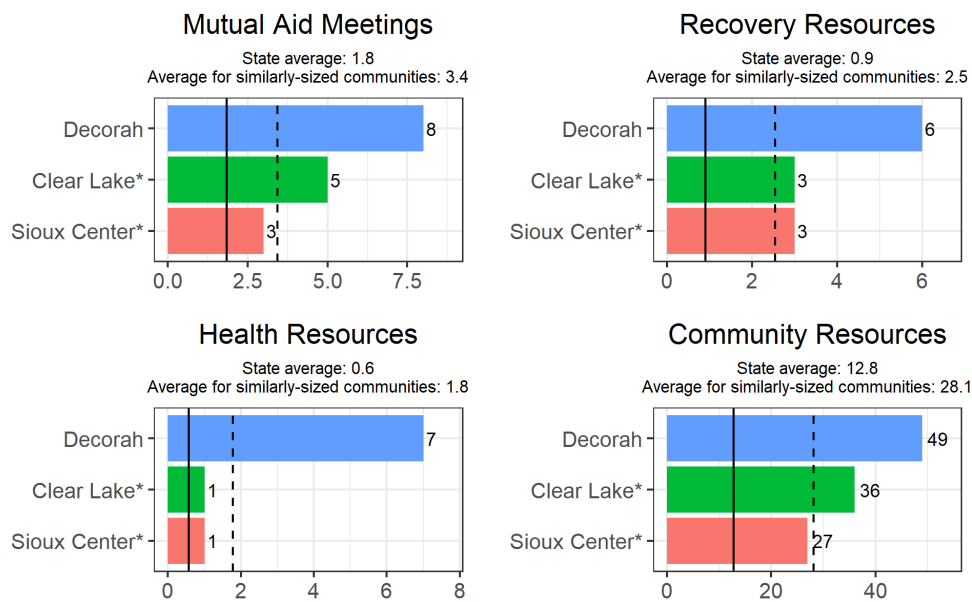 Mutual Aid Meetings
State average: 1.8
Average for similarly-sized communities: 3.4
Decorah
8
Clear Lake*
5
Sioux Center*
3
0.0 2.5 5.0 7.5
Recovery Resources
State average: 0.9
Average for similarly-sized communities: 2.5
Decorah
6
Clear Lake*
3
Sioux Center*
3
0 2 4 6
Health Resources
State average: 0.6
Average for similarly-sized communities: 1.8
Decorah
7
Clear Lake*
1
Sioux Center*
1
0 2 4 6 8
Community Resources
State average: 12.8
Average for similarly-sized communities: 28.1
Decorah
49
Clear Lake*
36
Sioux Center*
27
0 20 40